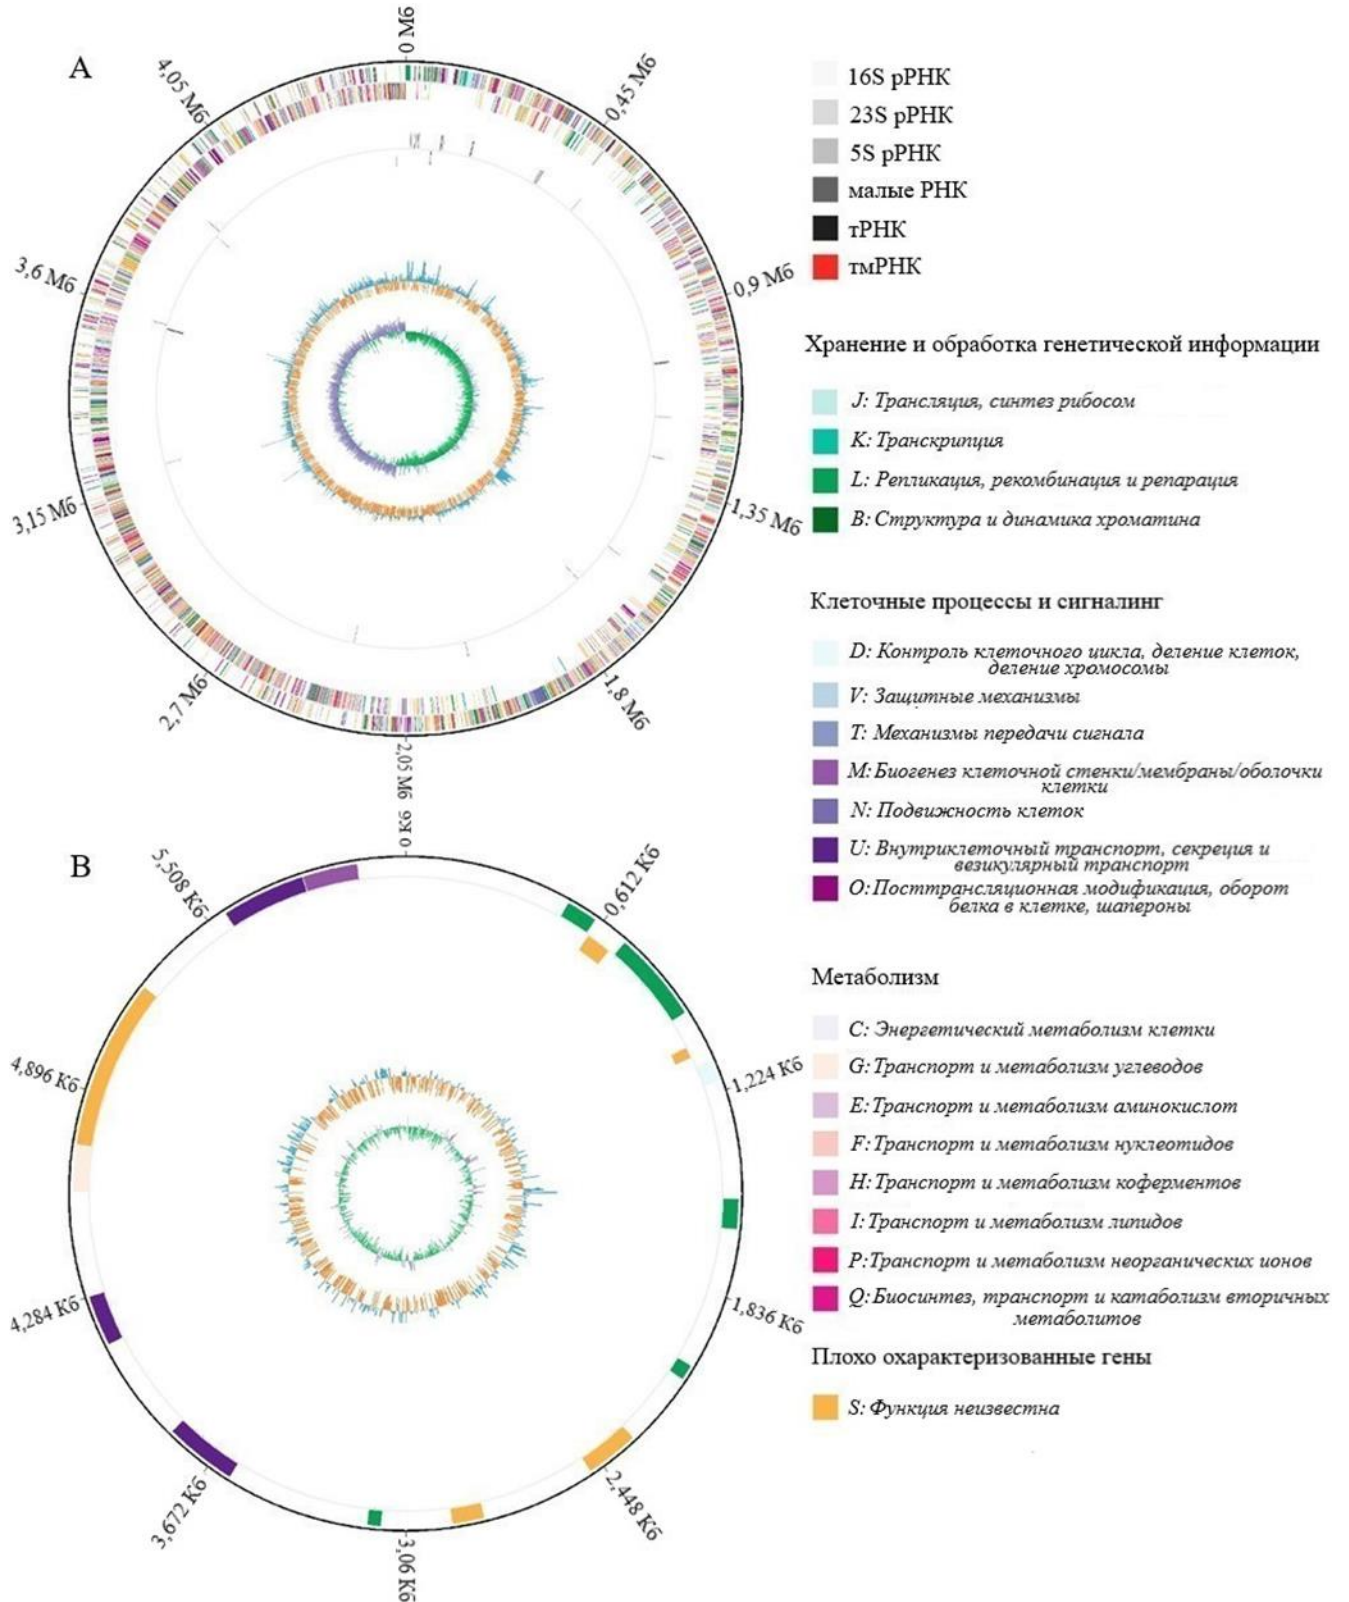 A
0 Мб
0,45 Мб
0,9 Мб
1,35 Мб
1,8 Мб
2,05 Мб
2,7 Мб
3,15 Мб
3,6 Мб
4,05 Мб
B
0 Кб
0,612 Кб
1,224 Кб
1,836 Кб
2,448 Кб
3,06 Кб
3,672 Кб
4,284 Кб
4,896 Кб
5,508 Кб
16S рРНК
23S рРНК
5S рРНК
малые РНК
тРНК
тмРНК
Хранение и обработка генетической информации
J: Трансляция, синтез рибосом
K: Транскрипция
L: Репликация, рекомбинация и репарация
B: Структура и динамика хроматина
Клеточные процессы и сигналинг
D: Контроль клеточного цикла, деление клеток,
деление хромосомы
V: Защитные механизмы
T: Механизмы передачи сигнала
M: Биогенез клеточной стенки/мембраны/оболочки
клетки
N: Подвижность клеток
U: Внутриклеточный транспорт, секреция и
везикулярный транспорт
O: Посттрансляционная модификация, оборот
белка в клетке, шапероны
Метаболизм
C: Энергетический метаболизм клетки
G: Транспорт и метаболизм углеводов
E: Транспорт и метаболизм аминокислот
F: Транспорт и метаболизм нуклеотидов
H: Транспорт и метаболизм коферментов
I: Транспорт и метаболизм липидов
P: Транспорт и метаболизм неорганических ионов
Q: Биосинтез, транспорт и катаболизм вторичных
метаболитов
Плохо охарактеризованные гены
S: Функция неизвестна